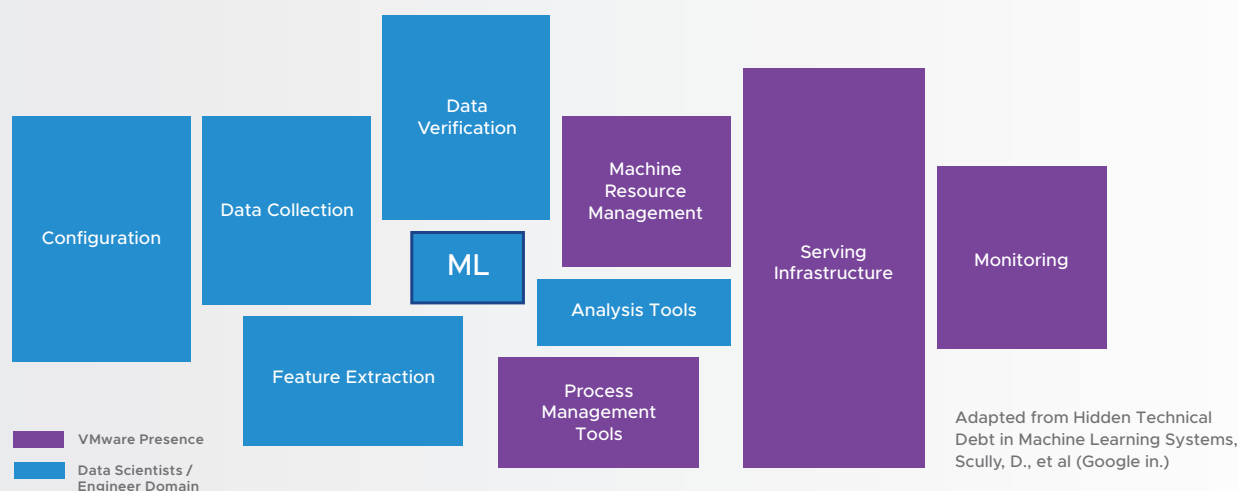 Configuration
Data Collection
Data
Verification
ML
Feature Extraction
Machine
Resource
Management
Analysis Tools
Process
Management
Tools
Serving
Infrastructure
Monitoring
VMware Presence
Data Scientists /
Engineer Domain
Adapted from Hidden Technical
Debt in Machine Learning Systems,
Scully, D., et al (Google in.)